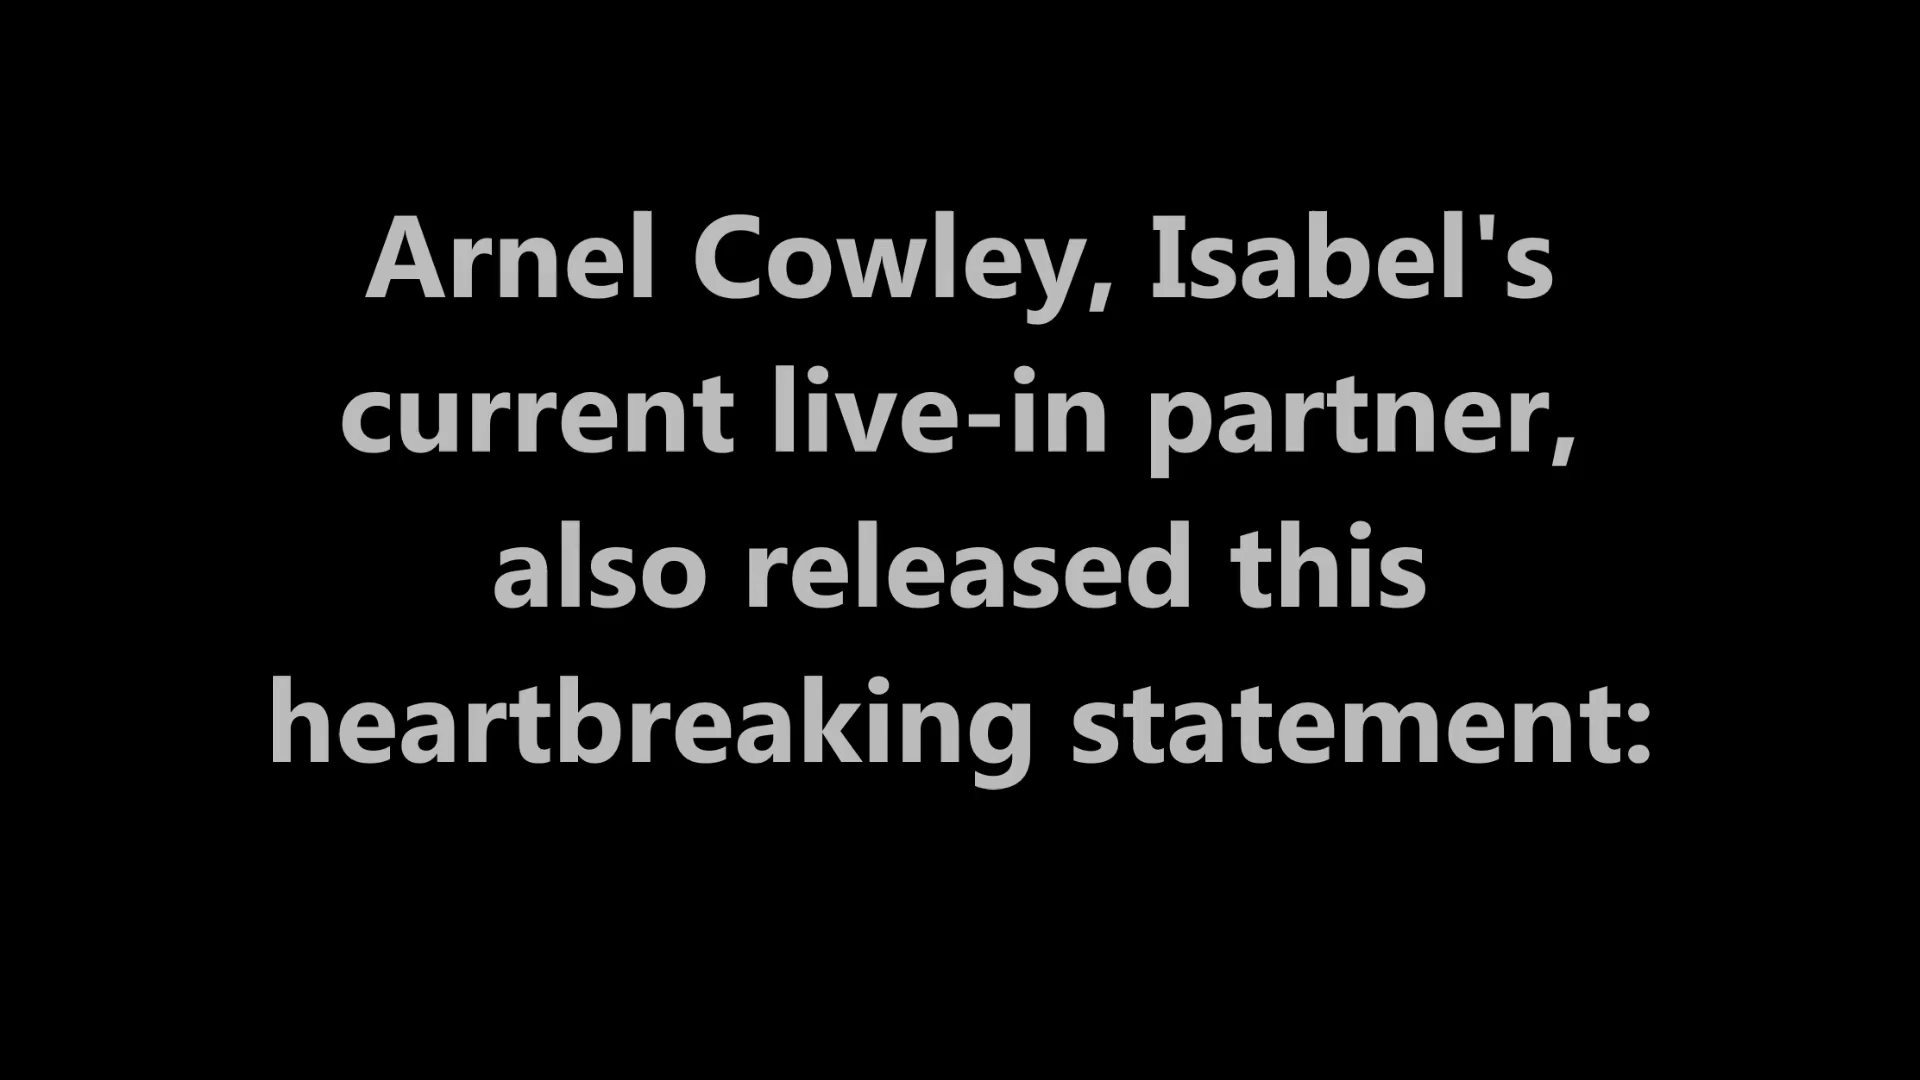 Arnel Cowley, Isabel's
current live-in partner,
also released this
heartbreaking statement: